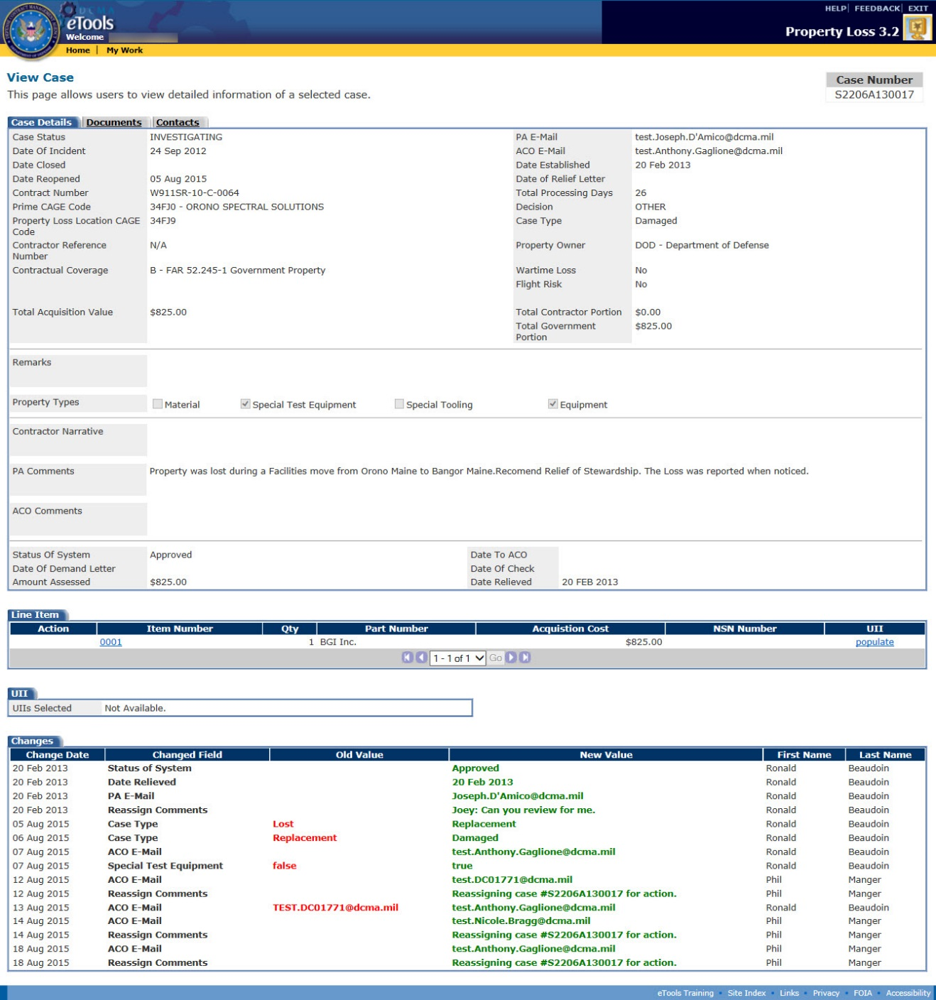 DCMA
HELP| FEEDBACK| EXIT
eTools
Welcome
Property Loss 3.2
Home | My Work
View Case
This page allows users to view detailed information of a selected case.
Case Number
S2206A130017
Case Details Documents Contacts
Case Status INVESTIGATING PA E-Mail test.Joseph.D'Amico@dcma.mil
Date Of Incident 24 Sep 2012 ACO E-Mail test.Anthony.Gaglione@dcma.mil
Date Closed Date Established 20 Feb 2013
Date Reopened 05 Aug 2015 Date of Relief Letter
Contract Number W911SR-10-C-0064 Total Processing Days 26
Prime CAGE Code 34FJ0 - ORONO SPECTRAL SOLUTIONS Decision OTHER
Property Loss Location CAGE 34FJ9 Case Type Damaged
Code
Contractor Reference N/A Property Owner DOD - Department of Defense
Number
Contractual Coverage B - FAR 52.245-1 Government Property Wartime Loss No
Flight Risk No
Total Acquisition Value $825.00 Total Contractor Portion $0.00
Total Government $825.00
Portion
Remarks
Property Types Material Special Test Equipment Special Tooling Equipment
Contractor Narrative
PA Comments Property was lost during a Facilities move from Orono Maine to Bangor Maine.Recomend Relief of Stewardship. The Loss was reported when noticed.
ACO Comments
Status Of System Approved Date To ACO
Date Of Demand Letter Date Of Check
Amount Assessed $825.00 Date Relieved 20 FEB 2013
Line Item
Action Item Number Qty Part Number Acquistion Cost NSN Number UII
0001 1 BGI Inc. $825.00 populate
1 - 1 of 1 Go
UII
UIIs Selected Not Available.
Changes
Change Date Changed Field Old Value New Value First Name Last Name
20 Feb 2013 Status of System Approved Ronald Beaudoin
20 Feb 2013 Date Relieved 20 Feb 2013 Ronald Beaudoin
20 Feb 2013 PA E-Mail Joseph.D'Amico@dcma.mil Ronald Beaudoin
20 Feb 2013 Reassign Comments Joey: Can you review for me. Ronald Beaudoin
05 Aug 2015 Case Type Lost Replacement Ronald Beaudoin
06 Aug 2015 Case Type Replacement Damaged Ronald Beaudoin
07 Aug 2015 ACO E-Mail test.Anthony.Gaglione@dcma.mil Ronald Beaudoin
07 Aug 2015 Special Test Equipment false true Ronald Beaudoin
12 Aug 2015 ACO E-Mail test.DC01771@dcma.mil Phil Manger
12 Aug 2015 Reassign Comments Reassigning case #S2206A130017 for action. Phil Manger
13 Aug 2015 ACO E-Mail TEST.DC01771@dcma.mil test.Anthony.Gaglione@dcma.mil Ronald Beaudoin
14 Aug 2015 ACO E-Mail test.Nicole.Bragg@dcma.mil Phil Manger
14 Aug 2015 Reassign Comments Reassigning case #S2206A130017 for action. Phil Manger
18 Aug 2015 ACO E-Mail test.Anthony.Gaglione@dcma.mil Phil Manger
18 Aug 2015 Reassign Comments Reassigning case #S2206A130017 for action. Phil Manger
eTools Training • Site Index • Links • Privacy • FOIA • Accessibility